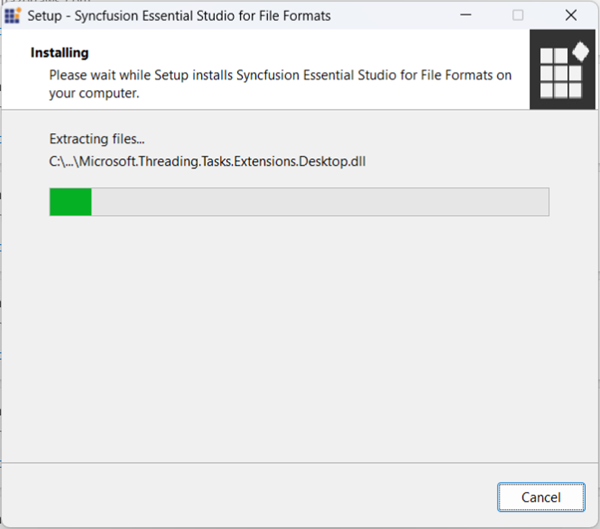 Setup - Syncfusion Essential Studio for File Formats
Installing
Please wait while Setup installs Syncfusion Essential Studio for File Formats on
your computer.
Extracting files...
C:\...\Microsoft.Threading.Tasks.Extensions.Desktop.dll
Cancel